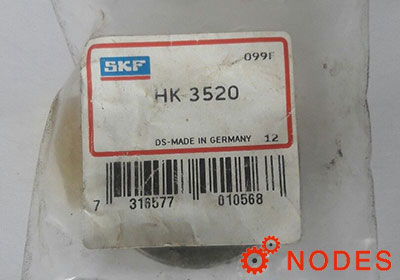 SKF 099F
HK 3520
DS-MADE IN GERMANY 12
7 316577 010568
NODES